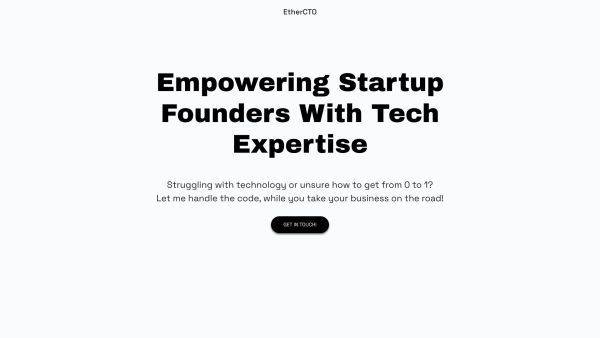 EtherCTO
Empowering Startup
Founders With Tech
Expertise
Struggling with technology or unsure how to get from 0 to 1?
Let me handle the code, while you take your business on the road!
GET IN TOUCH!